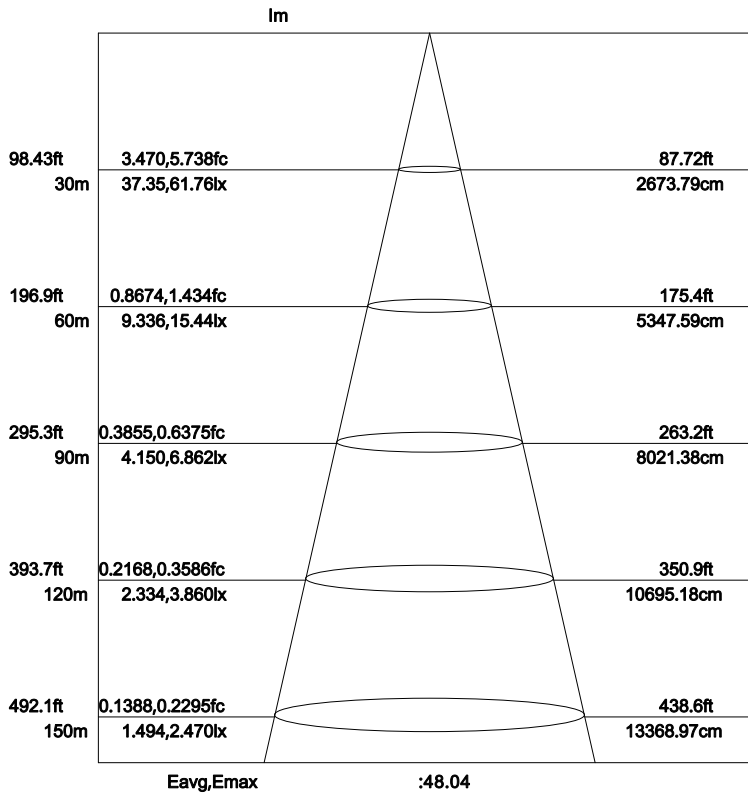 lm
98.43ft 3.470,5.738fc 87.72ft
30m 37.35,61.76lx 2673.79cm
196.9ft 0.8674,1.434fc 175.4ft
60m 9.336,15.44lx 5347.59cm
295.3ft 0.3855,0.6375fc 263.2ft
90m 4.150,6.862lx 8021.38cm
393.7ft 0.2168,0.3586fc 350.9ft
120m 2.334,3.860lx 10695.18cm
492.1ft 0.1388,0.2295fc 438.6ft
150m 1.494,2.470lx 13368.97cm
Eavg,Emax :48.04